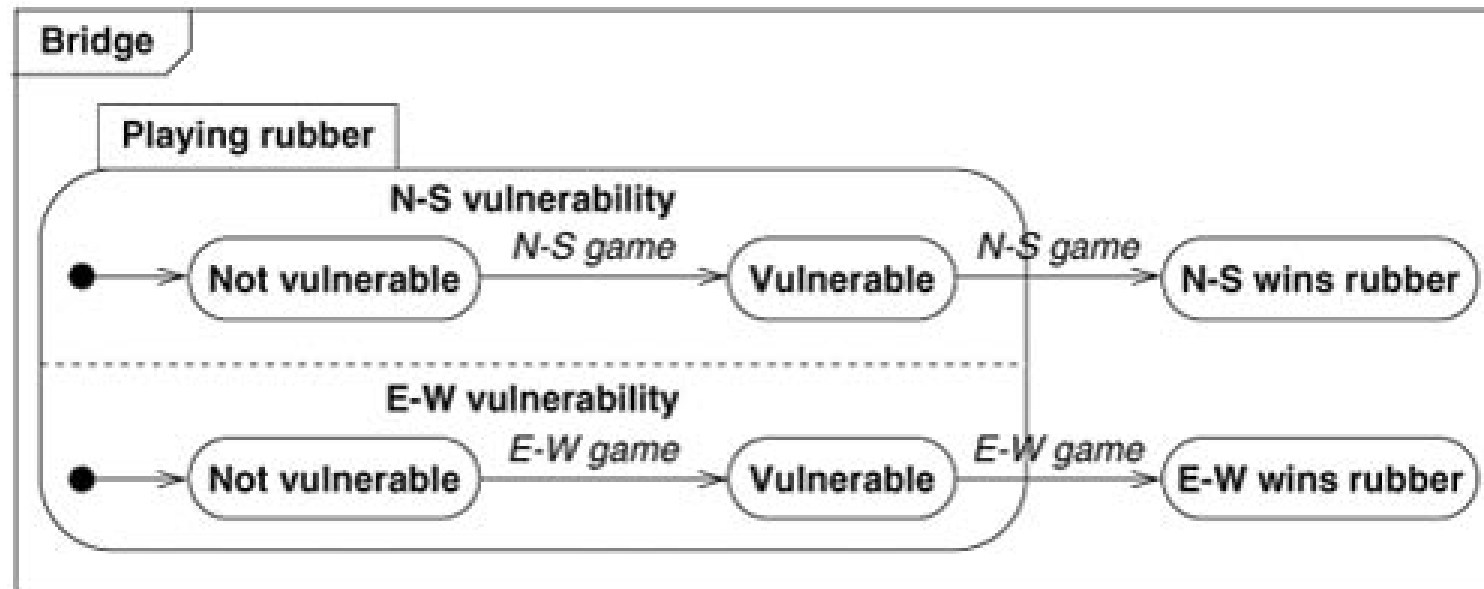 Bridge
Playing rubber
N-S vulnerability
N-S game
N-S game
Not vulnerable
Vulnerable
N-S wins rubber
E-W vulnerability
E-W game
E-W game
Not vulnerable
Vulnerable
E-W wins rubber